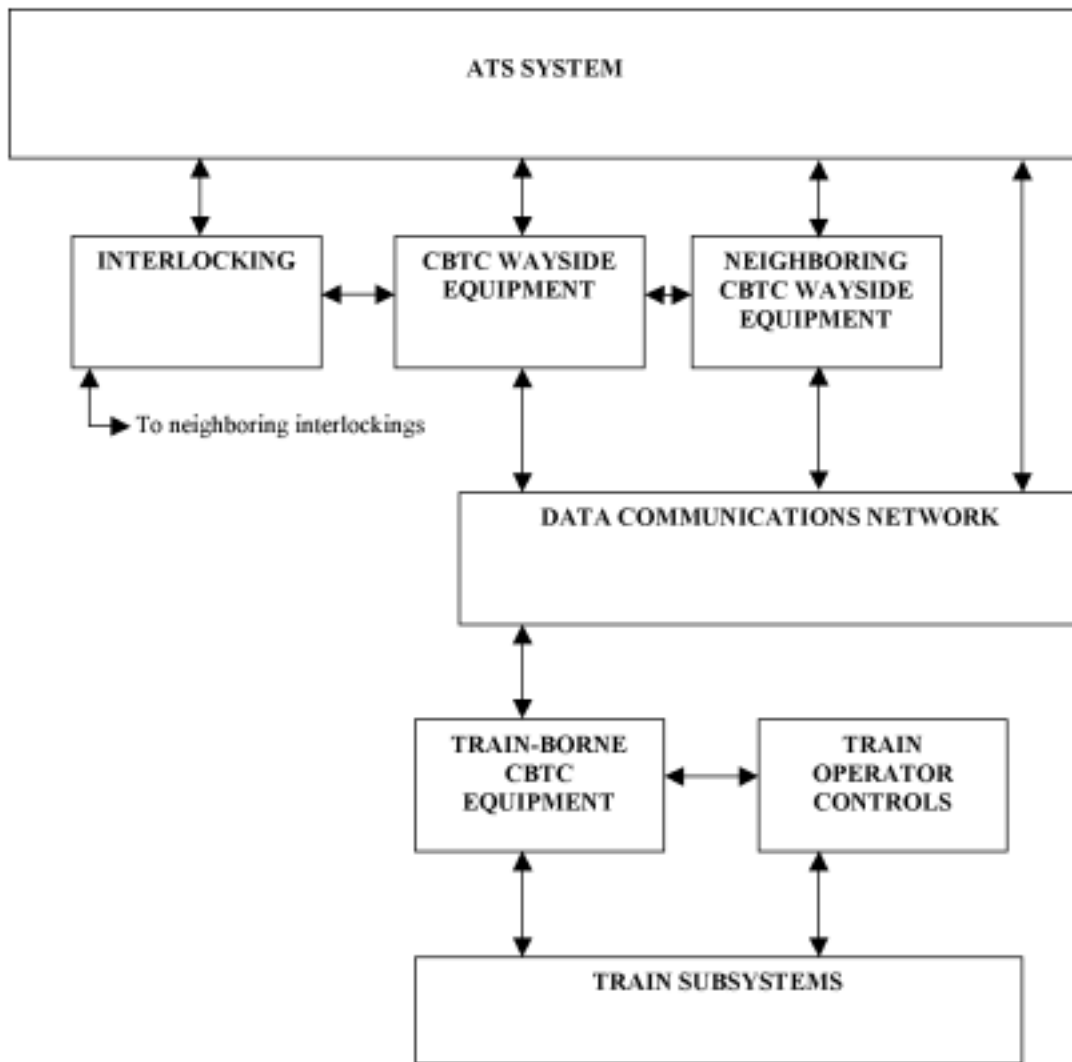 ATS SYSTEM
INTERLOCKING
CBTC WAYSIDE
EQUIPMENT
NEIGHBORING
CBTC WAYSIDE
EQUIPMENT
To neighboring interlockings
DATA COMMUNICATIONS NETWORK
TRAIN-BORNE
CBTC
EQUIPMENT
TRAIN
OPERATOR
CONTROLS
TRAIN SUBSYSTEMS